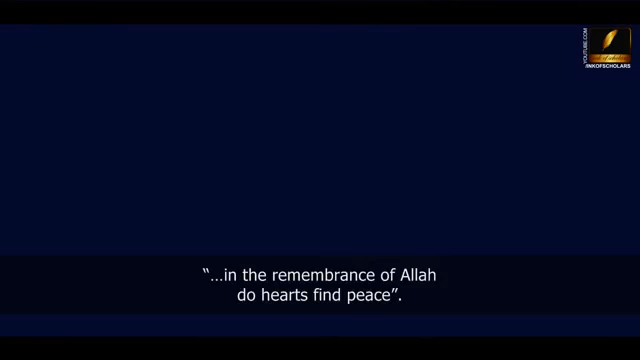 YOUTUBE.COM
/INKOFSCHOLARS
“…in the remembrance of Allah
do hearts find peace”.